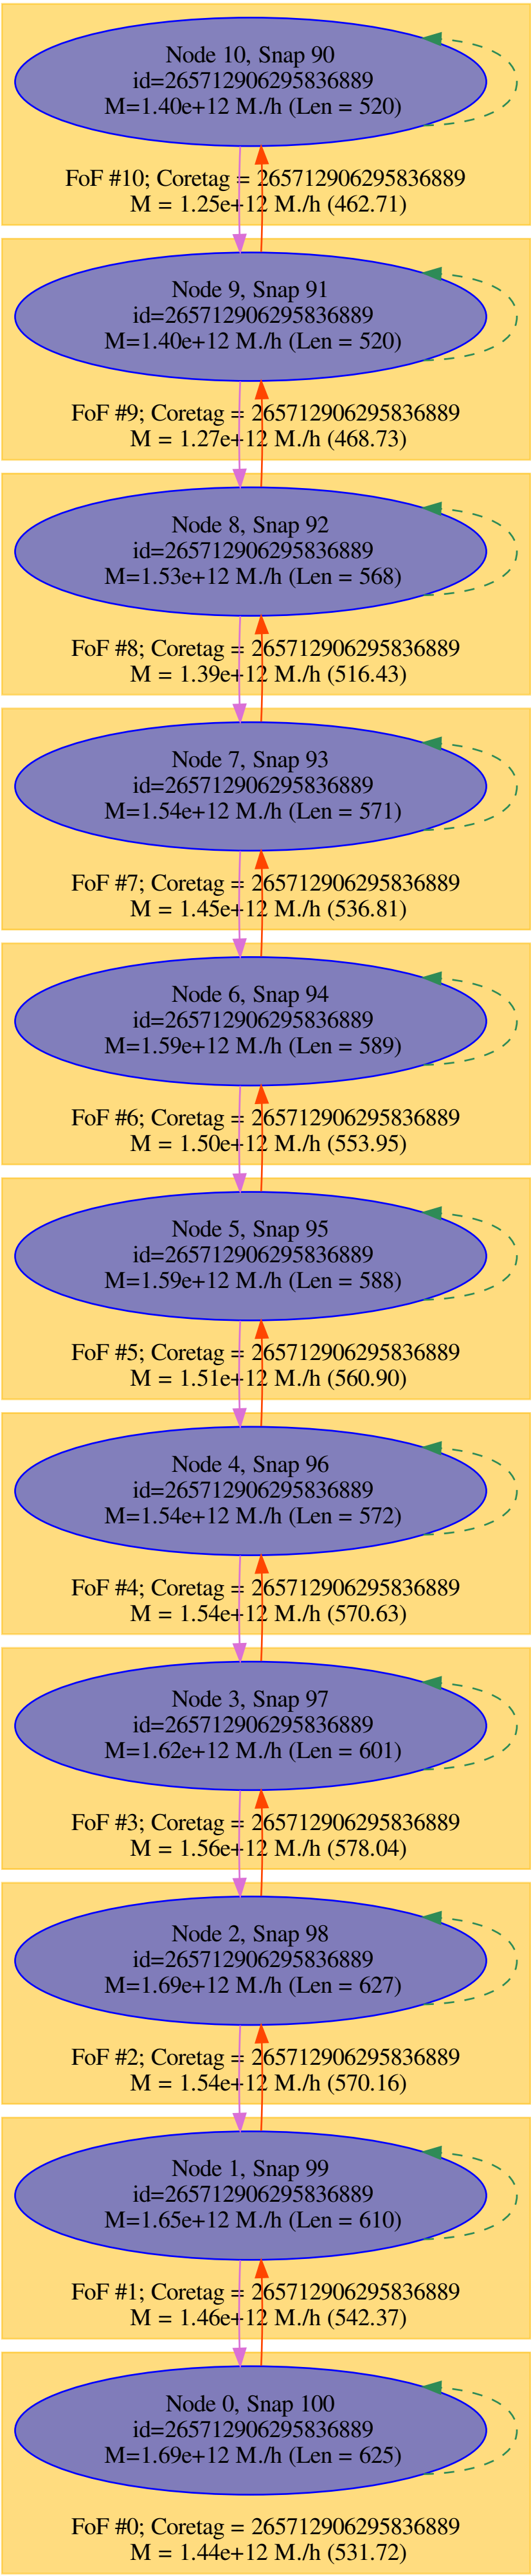 Node 10, Snap 90
id=265712906295836889
M=1.40e+12 M./h (Len = 520)
FoF #10; Coretag = 265712906295836889
M = 1.25e+12 M./h (462.71)
Node 9, Snap 91
id=265712906295836889
M=1.40e+12 M./h (Len = 520)
FoF #9; Coretag = 265712906295836889
M = 1.27e+12 M./h (468.73)
Node 8, Snap 92
id=265712906295836889
M=1.53e+12 M./h (Len = 568)
FoF #8; Coretag = 265712906295836889
M = 1.39e+12 M./h (516.43)
Node 7, Snap 93
id=265712906295836889
M=1.54e+12 M./h (Len = 571)
FoF #7; Coretag = 265712906295836889
M = 1.45e+12 M./h (536.81)
Node 6, Snap 94
id=265712906295836889
M=1.59e+12 M./h (Len = 589)
FoF #6; Coretag = 265712906295836889
M = 1.50e+12 M./h (553.95)
Node 5, Snap 95
id=265712906295836889
M=1.59e+12 M./h (Len = 588)
FoF #5; Coretag = 265712906295836889
M = 1.51e+12 M./h (560.90)
Node 4, Snap 96
id=265712906295836889
M=1.54e+12 M./h (Len = 572)
FoF #4; Coretag = 265712906295836889
M = 1.54e+12 M./h (570.63)
Node 3, Snap 97
id=265712906295836889
M=1.62e+12 M./h (Len = 601)
FoF #3; Coretag = 265712906295836889
M = 1.56e+12 M./h (578.04)
Node 2, Snap 98
id=265712906295836889
M=1.69e+12 M./h (Len = 627)
FoF #2; Coretag = 265712906295836889
M = 1.54e+12 M./h (570.16)
Node 1, Snap 99
id=265712906295836889
M=1.65e+12 M./h (Len = 610)
FoF #1; Coretag = 265712906295836889
M = 1.46e+12 M./h (542.37)
Node 0, Snap 100
id=265712906295836889
M=1.69e+12 M./h (Len = 625)
FoF #0; Coretag = 265712906295836889
M = 1.44e+12 M./h (531.72)